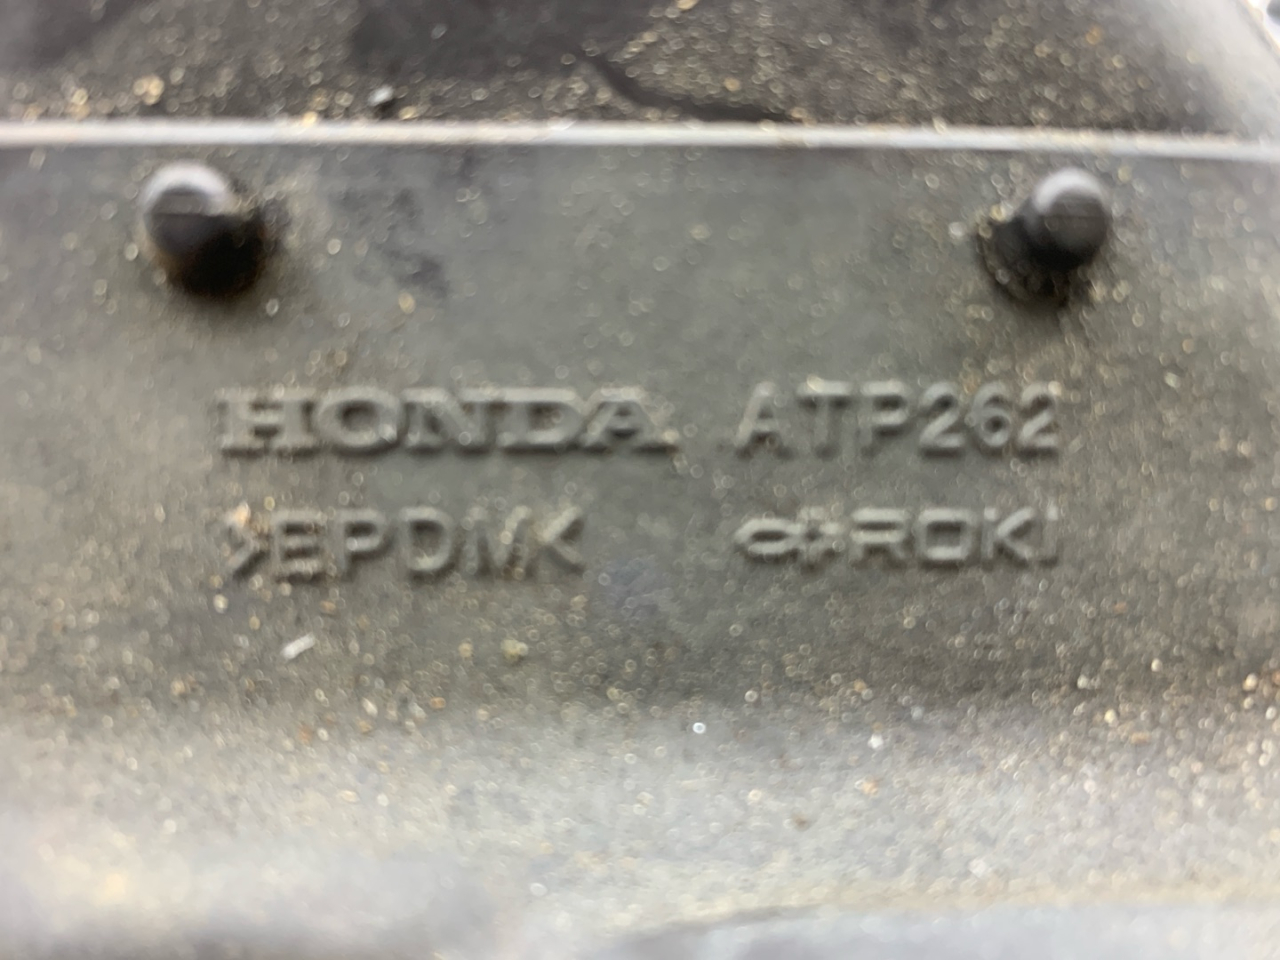 HONDA ATP262
>EPDM< ROKI